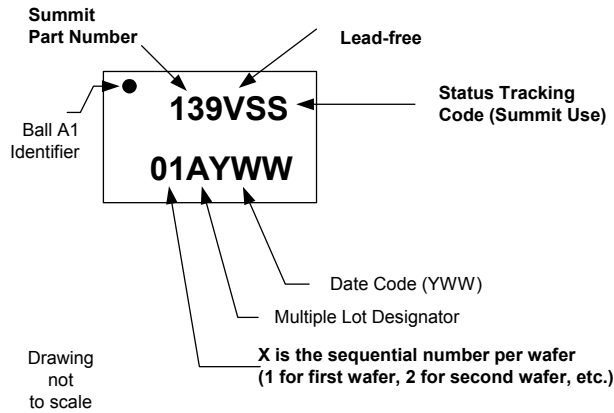 Summit
Part Number
Lead-free
139VSS
Status Tracking
Code (Summit Use)
Ball A1
Identifier
01AYWW
Date Code (YWW)
Multiple Lot Designator
X is the sequential number per wafer
(1 for first wafer, 2 for second wafer, etc.)
Drawing
not
to scale